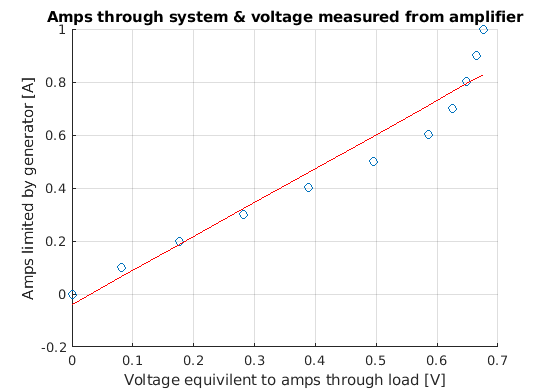 Amps through system & voltage measured from amplifier
1
0.8
0.6
0.4
0.2
0
-0.2
Amps limited by generator [A]
0 0.1 0.2 0.3 0.4 0.5 0.6 0.7
Voltage equivilent to amps through load [V]